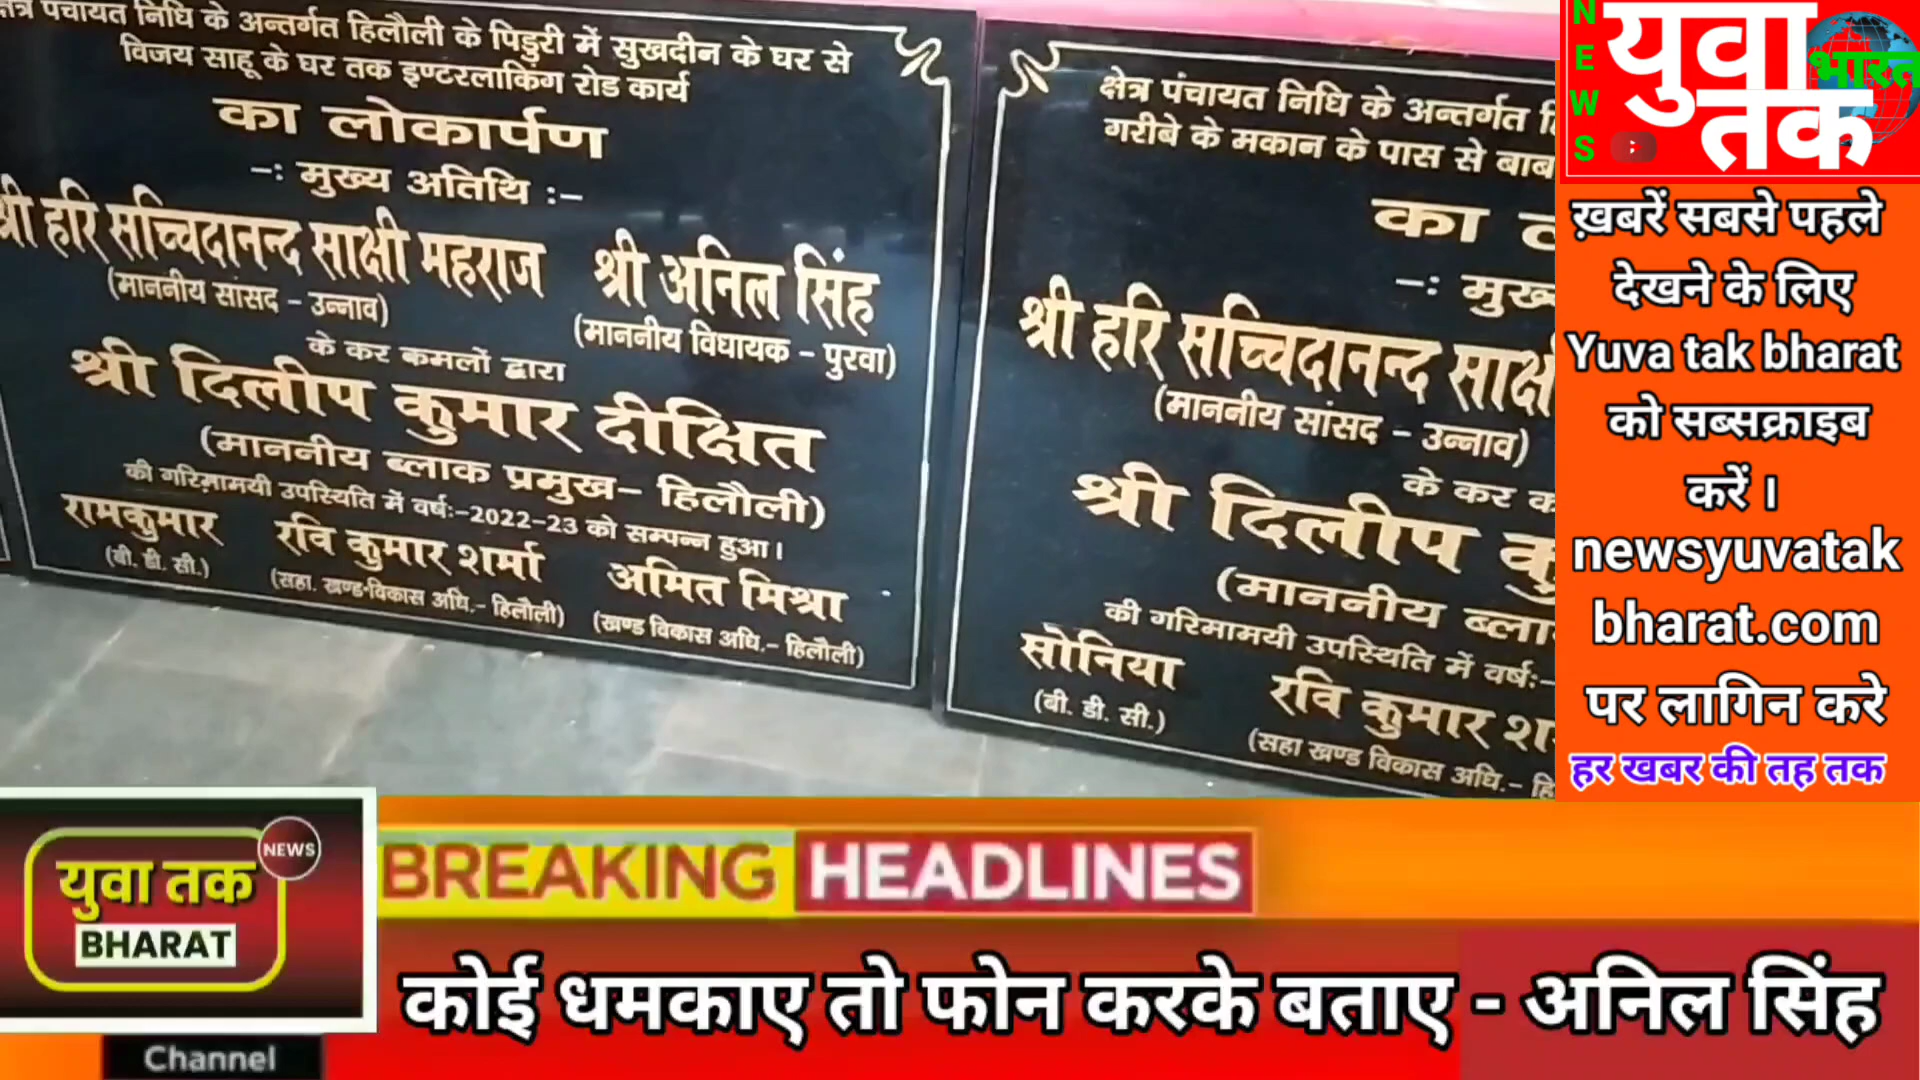 क्षेत्र पंचायत निधि के अन्तर्गत हिलौली के पिडुरी में सुखदीन के घर से
विजय साहू के घर तक इण्टरलाकिंग रोड कार्य
का लोकार्पण
-: मुख्य अतिथि :-
श्री हरि सच्चिदानन्द साक्षी महराज श्री अनिल सिंह
(माननीय सांसद - उन्नाव) (माननीय विधायक - पुरवा)
के कर कमलों द्वारा
श्री दिलीप कुमार दीक्षित
(माननीय ब्लाक प्रमुख- हिलौली)
की गरिमामयी उपस्थिति में वर्षः-2022-23 को सम्पन्न हुआ।
रामकुमार रवि कुमार शर्मा अमित मिश्रा
(बी. डी. सी.) (सहा. खण्ड-विकास अधि.- हिलौली) (खण्ड विकास अधि.- हिलौली)
क्षेत्र पंचायत निधि के अन्तर्गत
गरीबे के मकान के पास से
का
-:
श्री हरि सच्चिदानन्द
(माननीय सांसद - उन्नाव)
के कर
श्री दिलीप
(माननीय
की गरिमामयी उपस्थिति में वर्षः-
सोनिया रवि कुमार
(बी. डी. सी.) (सहा खण्ड विकास अधि.-
NEWS
युवा
भारत
तक
ख़बरें सबसे पहले
देखने के लिए
Yuva tak bharat
को सब्सक्राइब
करें ।
newsyuvatak
bharat.com
पर लागिन करे
हर खबर की तह तक
NEWS
युवा तक
BHARAT
Channel
BREAKING HEADLINES
कोई धमकाए तो फोन करके बताए - अनिल सिंह